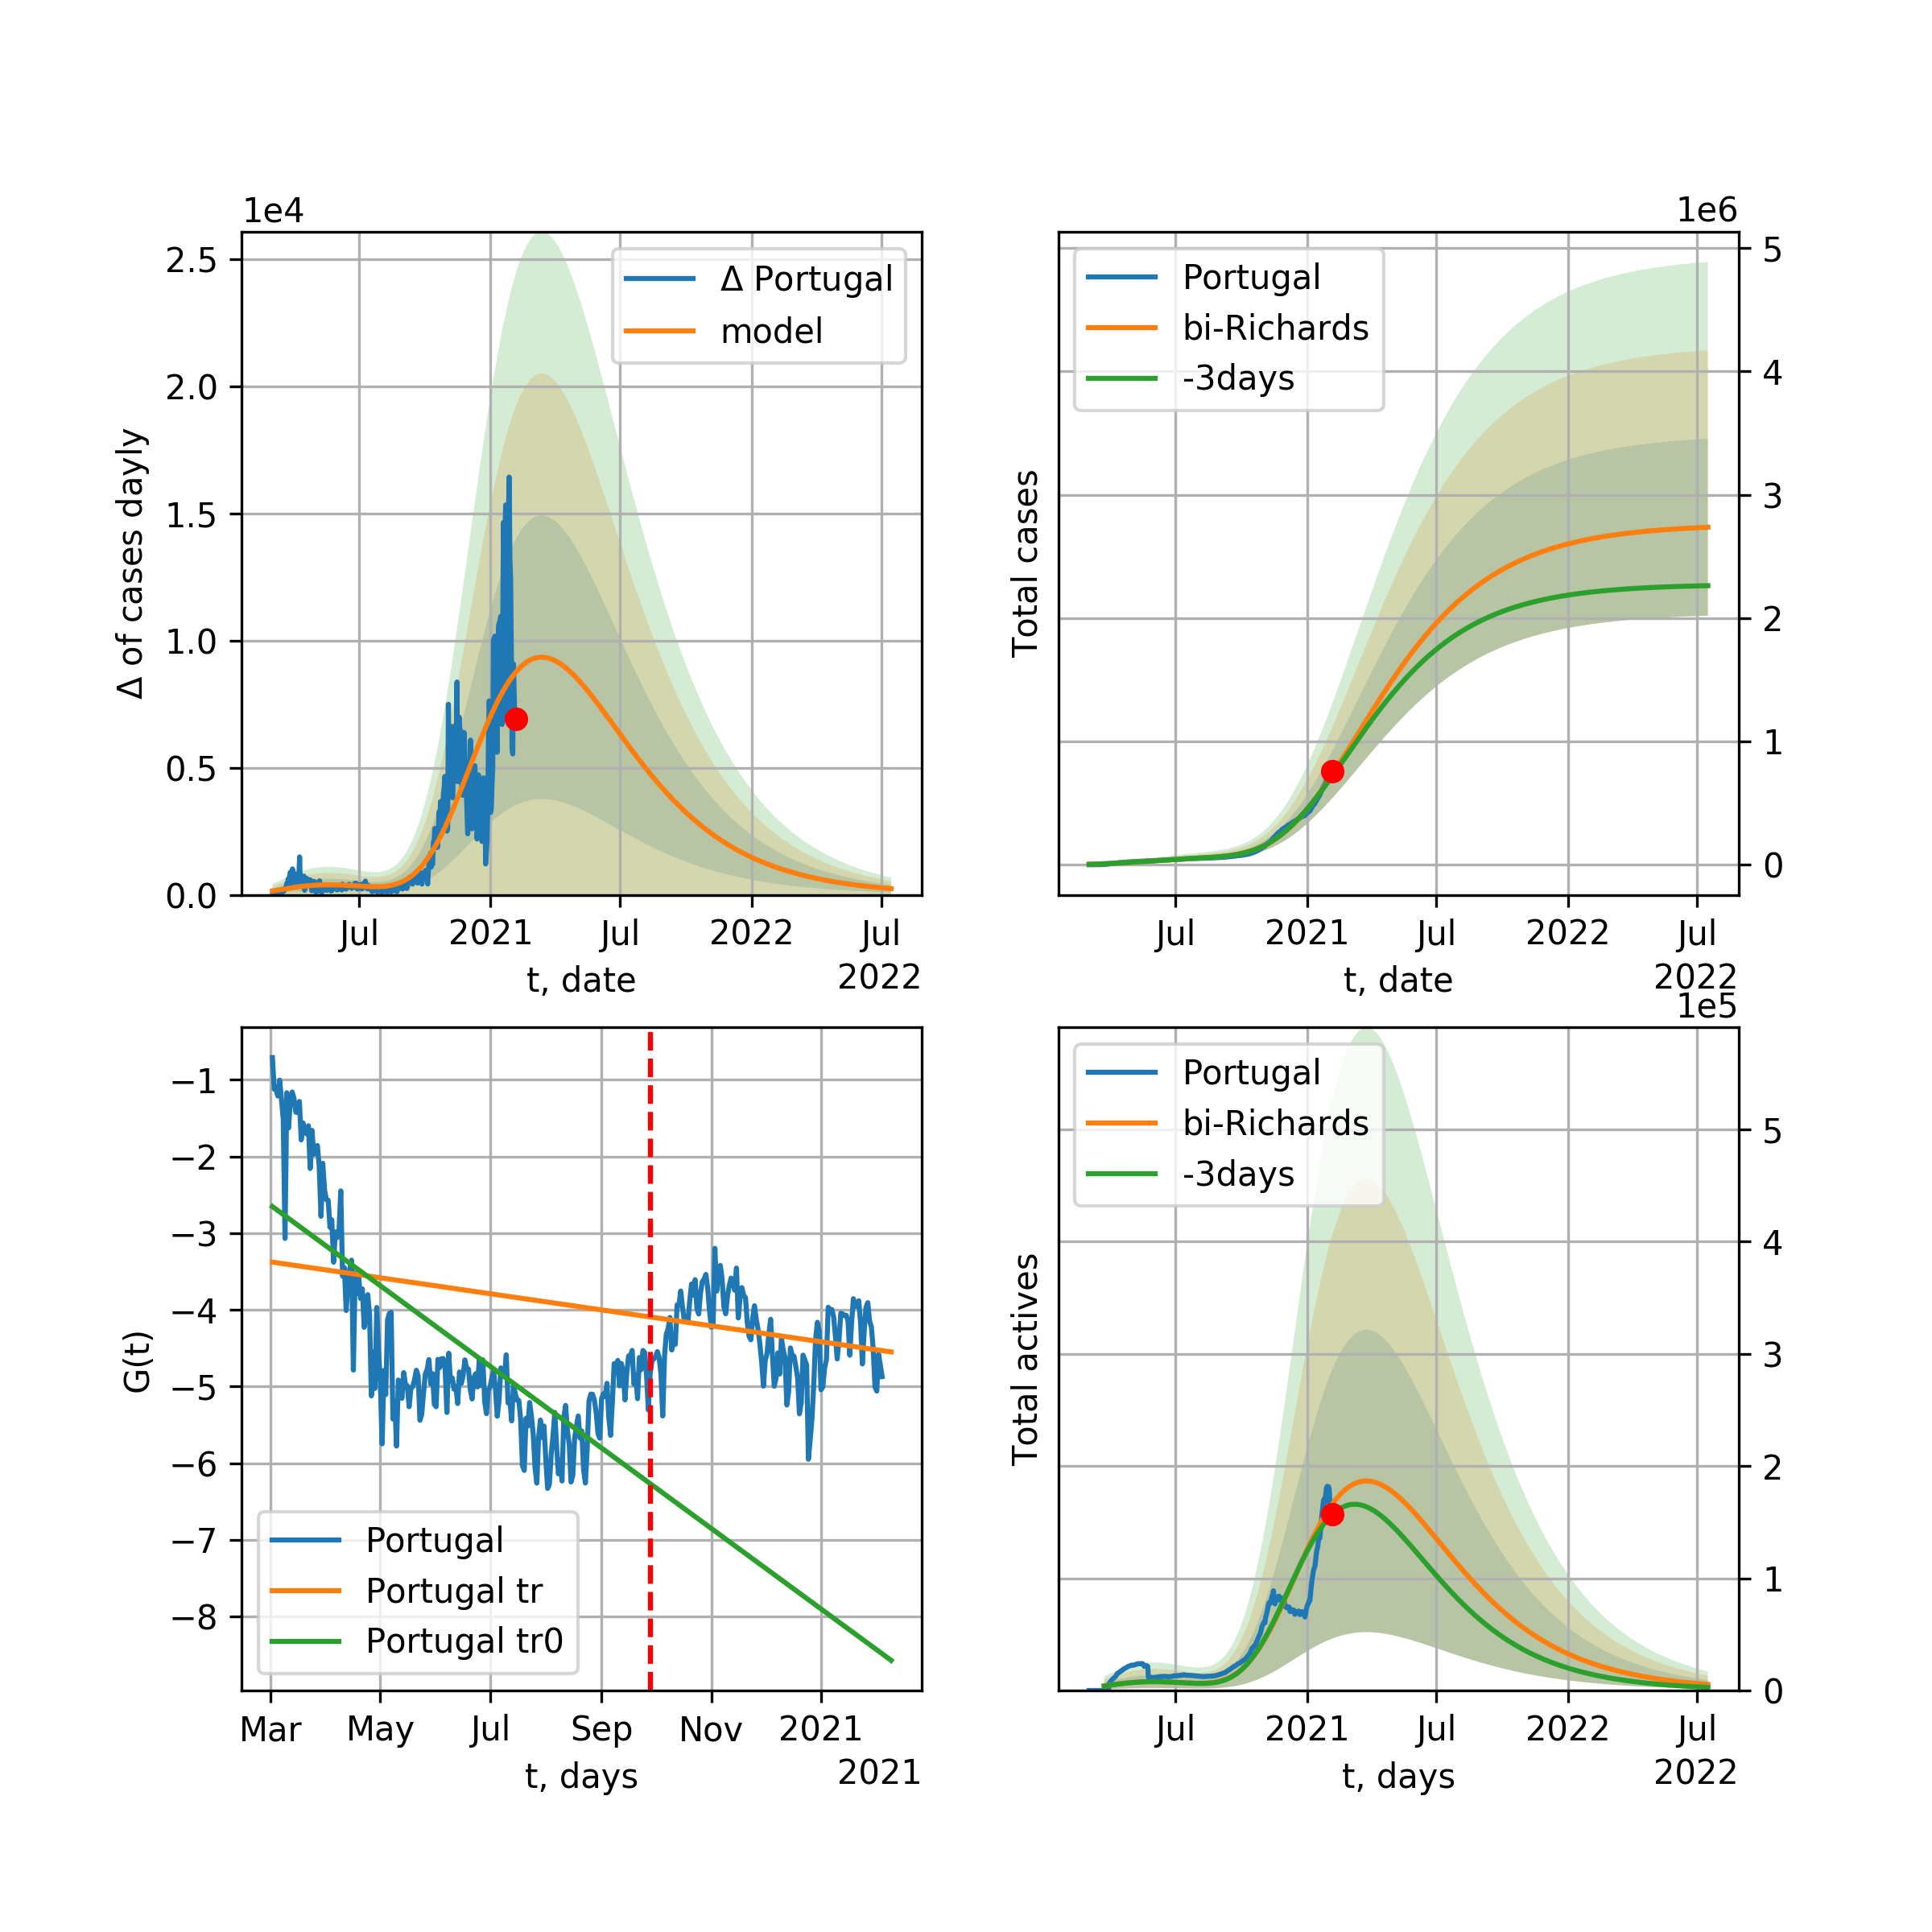 1e4
2.5
2.0
1.5
1.0
0.5
0.0
Δ of cases dayly
Δ Portugal
model
Jul
2021
Jul
2022
Jul
2022
t, date
1e6
5
4
3
2
1
0
Total cases
Portugal
bi-Richards
-3days
Jul
2021
Jul
2022
Jul
2022
t, date
−1
−2
−3
−4
−5
−6
−7
−8
G(t)
Portugal
Portugal tr
Portugal tr0
Mar
May
Jul
Sep
Nov
2021
2021
t, days
1e5
5
4
3
2
1
0
Total actives
Portugal
bi-Richards
-3days
Jul
2021
Jul
2022
Jul
2022
t, days